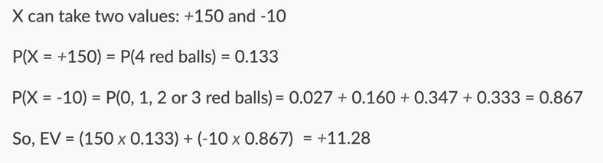 X can take two values: +150 and -10
P(X = +150) = P(4 red balls) = 0.133
P(X = -10) = P(0, 1, 2 or 3 red balls) = 0.027 + 0.160 + 0.347 + 0.333 = 0.867
So, EV = (150 x 0.133) + (-10 x 0.867) = +11.28